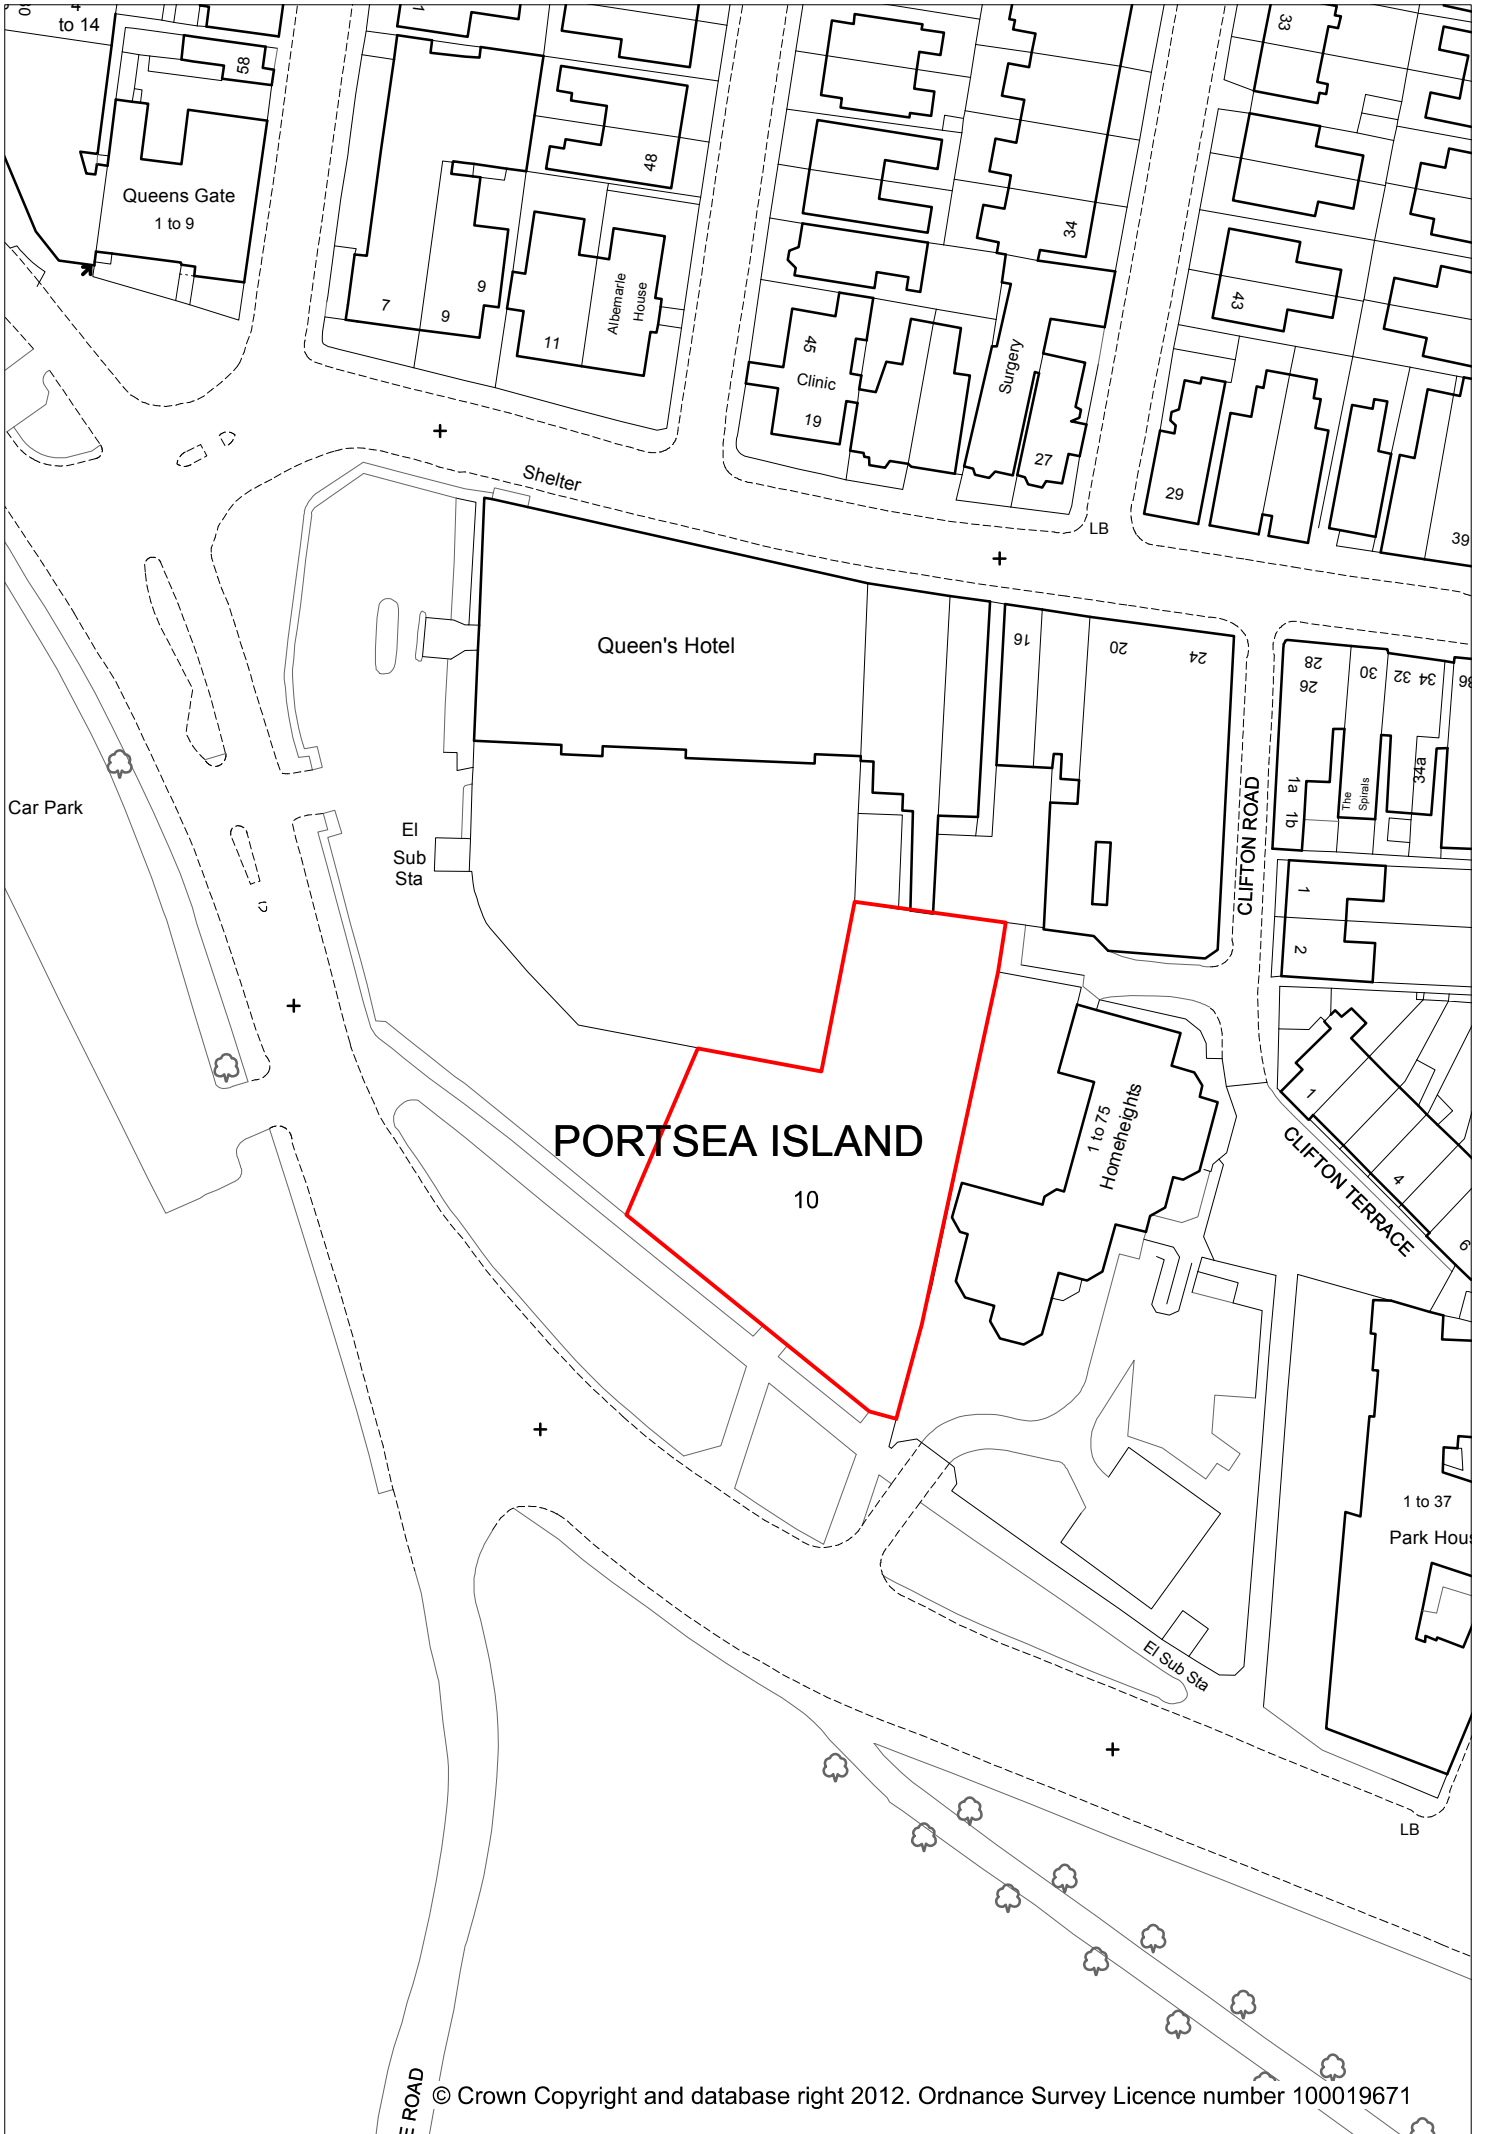 4
to 14
58
Queens Gate
1 to 9
48
7
9
9
11
Albemarle
House
34
33
43
45
Clinic
19
Surgery
27
29
39
LB
Shelter
Queen's Hotel
16
20
24
28
26
30
32
34
34a
1a
1b
The
Spirals
CLIFTON ROAD
1
2
Car Park
El
Sub
Sta
PORTSEA ISLAND
10
1 to 75
Homeheights
1
4
6
CLIFTON TERRACE
1 to 37
Park Hous
El Sub Sta
LB
E ROAD
© Crown Copyright and database right 2012. Ordnance Survey Licence number 100019671